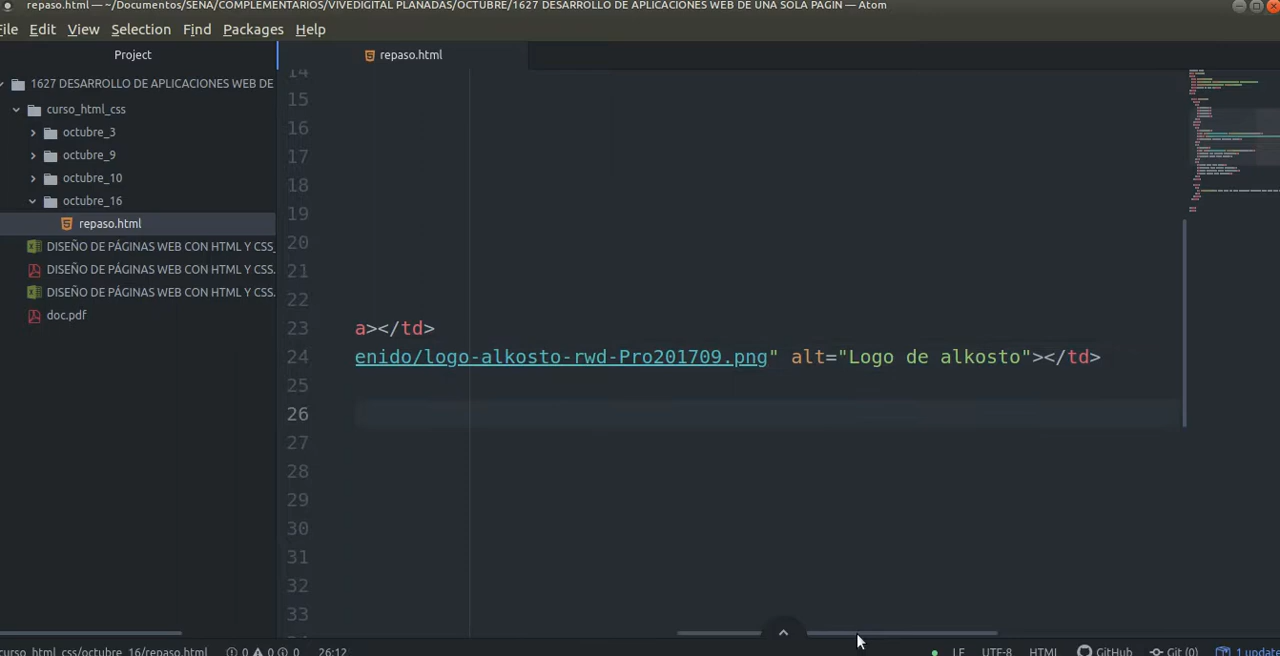 repaso.html — ~/Documentos/SENA/COMPLEMENTARIOS/VIVEDIGITAL PLANADAS/OCTUBRE/1627 DESARROLLO DE APLICACIONES WEB DE UNA SOLA PAGIN — Atom
File Edit View Selection Find Packages Help
Project
repaso.html
1627 DESARROLLO DE APLICACIONES WEB DE
curso_html_css
octubre_3
octubre_9
octubre_10
octubre_16
repaso.html
DISEÑO DE PÁGINAS WEB CON HTML Y CSS_
DISEÑO DE PÁGINAS WEB CON HTML Y CSS.
DISEÑO DE PÁGINAS WEB CON HTML Y CSS.
doc.pdf
14
15
16
17
18
19
20
21
22
23 a></td>
24 enido/logo-alkosto-rwd-Pro201709.png" alt="Logo de alkosto"></td>
25
26
27
28
29
30
31
32
33
curso_html_css/octubre_16/repaso.html 0 0 0 26:12 LF UTF-8 HTML GitHub Git (0) 1 update